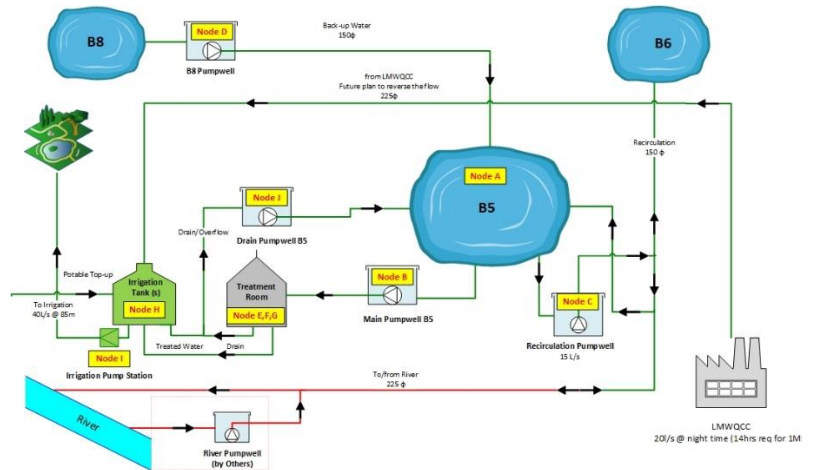 B8
Node D
B8 Pumpwell
Back-up Water
150ф
B6
from LMWQCC
Future plan to reverse the flow
225ф
Recirculation
150 ф
Node A
B5
Node J
Drain/Overflow
Drain Pumpwell B5
Potable Top-up
Irrigation
Tank (s)
Node H
Treatment
Room
Node E,F,G
Node B
Main Pumpwell B5
Node C
Recirculation Pumpwell
15 L/s
To Irrigation
40L/s @ 85m
Treated Water
Drain
Node I
Irrigation Pump Station
To/from River
225 ф
River
River Pumpwell
(by Others)
LMWQCC
20l/s @ night time (14hrs req for 1M